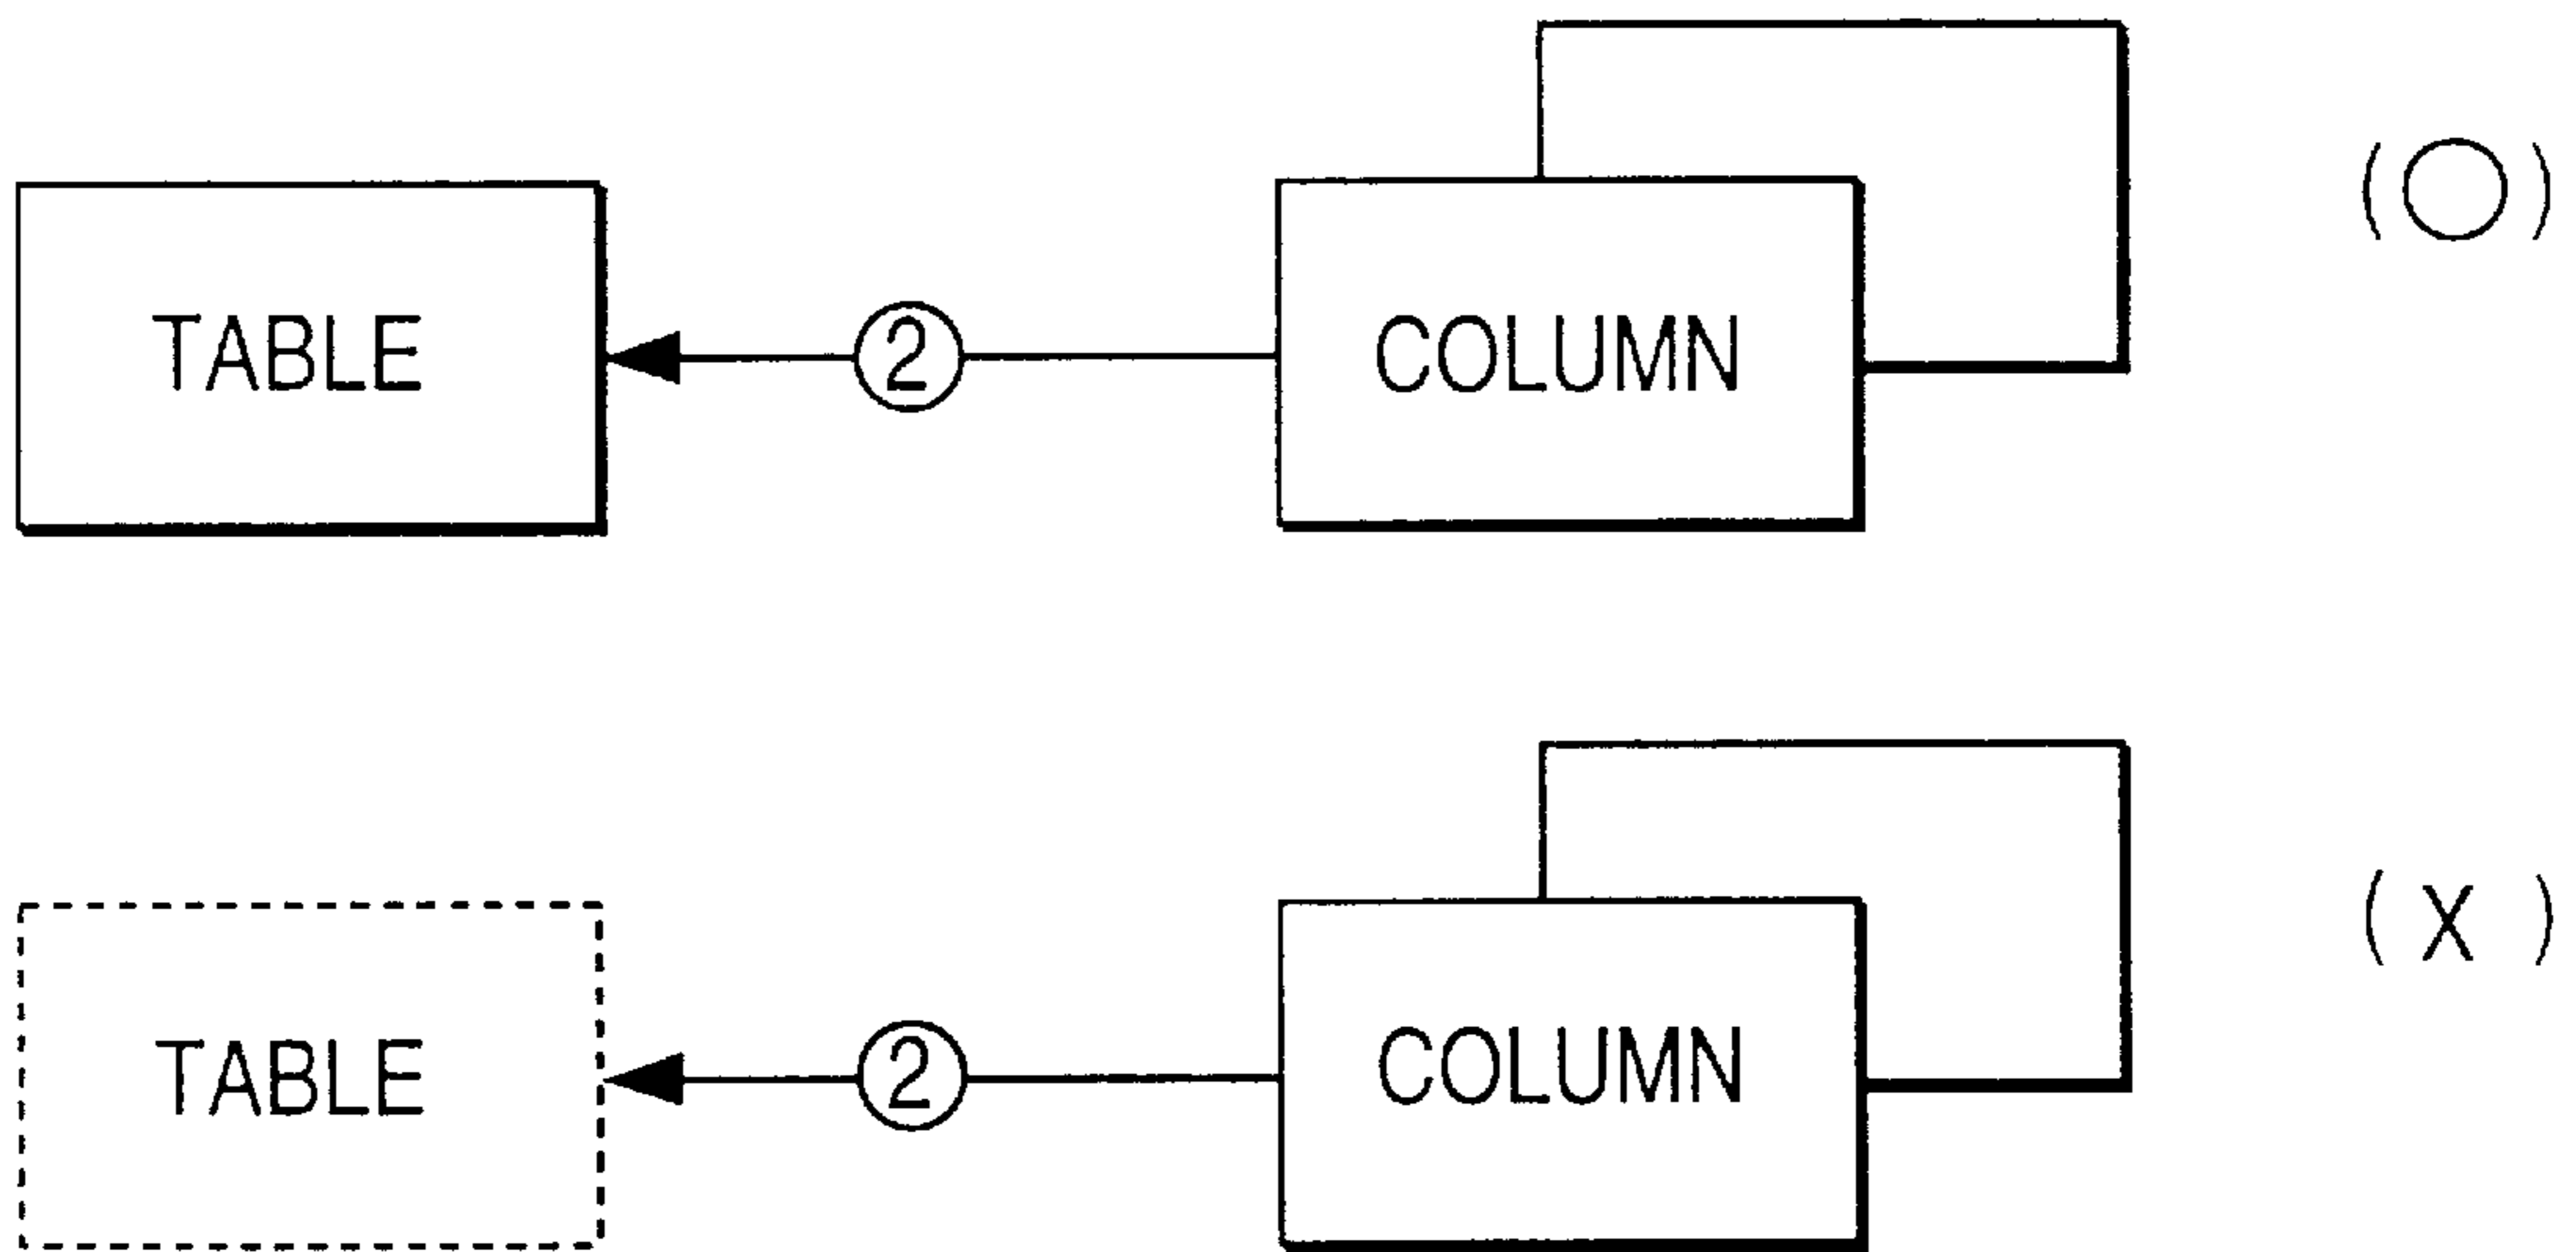 (○)
TABLE ② COLUMN
(X)
TABLE ② COLUMN